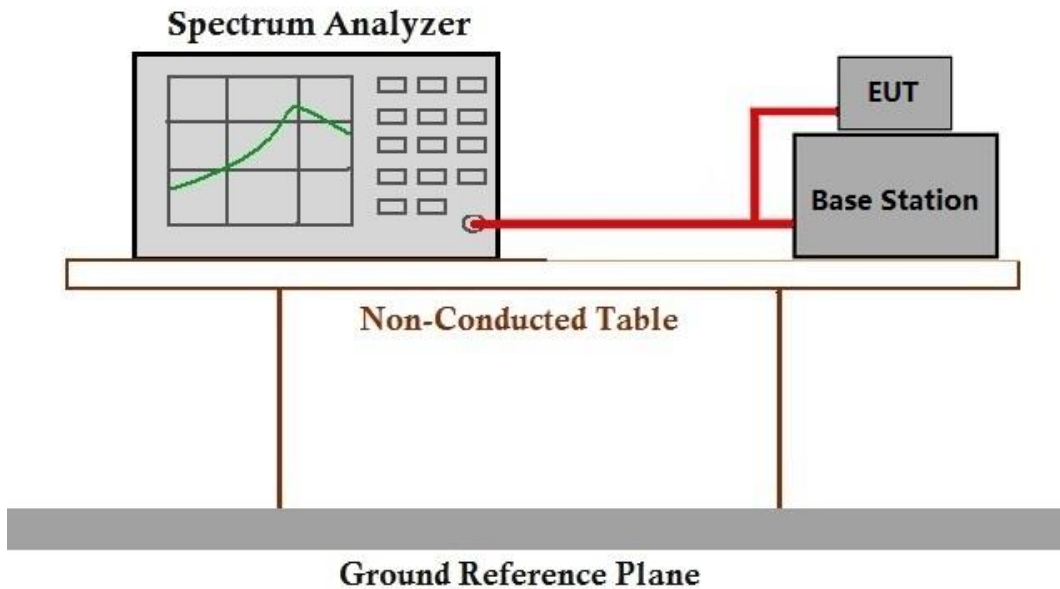 Spectrum Analyzer
EUT
Base Station
Non-Conducted Table
Ground Reference Plane